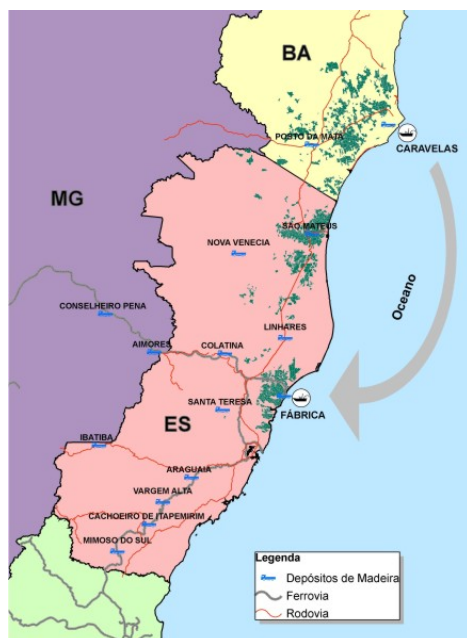 BA
POSTO DA MATA
CARAVELAS
MG
SÃO MATEUS
NOVA VENECIA
Oceano
CONSELHEIRO PENA
LINHARES
AIMORES
COLATINA
SANTA TERESA
FÁBRICA
ES
IBATIBA
ARAGUAIA
VARGEM ALTA
CACHOEIRO DE ITAPEMIRIM
MIMOSO DO SUL
Legenda
Depósitos de Madeira
Ferrovia
Rodovia